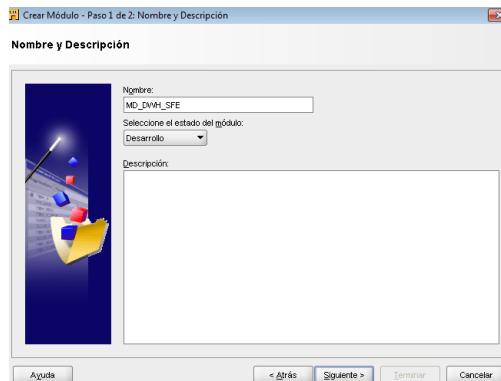 Crear Módulo - Paso 1 de 2: Nombre y Descripción
Nombre y Descripción
Nombre:
MD_DWH_SFE
Seleccione el estado del módulo:
Desarrollo
Descripción:
Ayuda
< Atrás
Siguiente >
Terminar
Cancelar